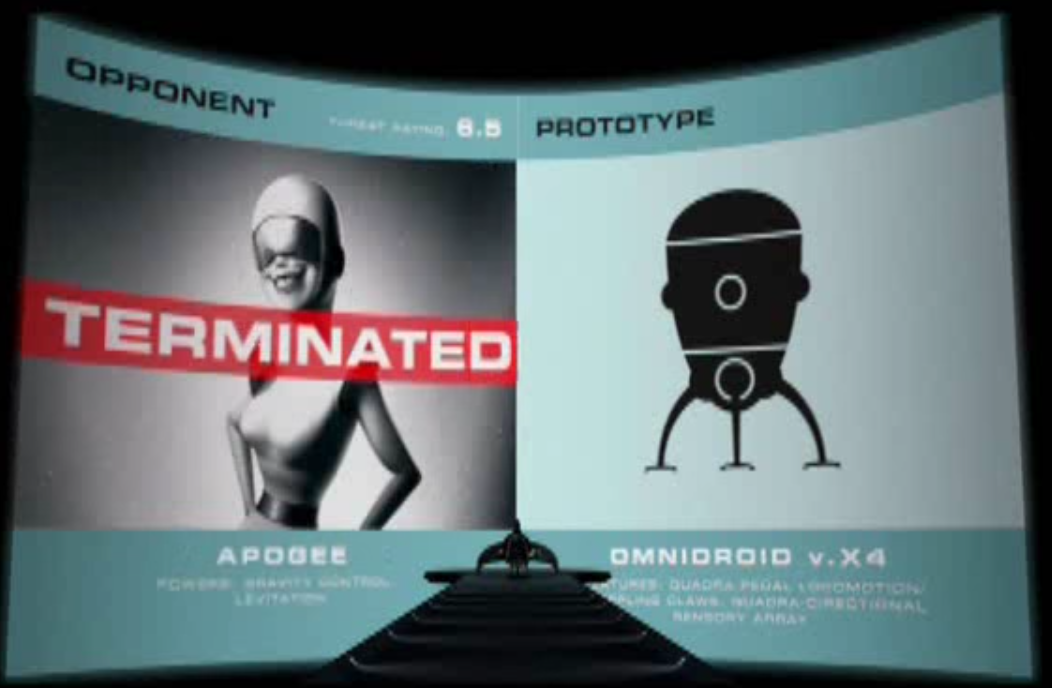 OPPONENT
THREAT RATING: 6.5
PROTOTYPE
TERMINATED
APOGEE
POWERS: GRAVITY CONTROL,
LEVITATION
OMNIDROID v.X4
QUADRA-PEDAL LOCOMOTION/
CLAWS, QUADRA-DIRECTIONAL
SENSORY ARRAY